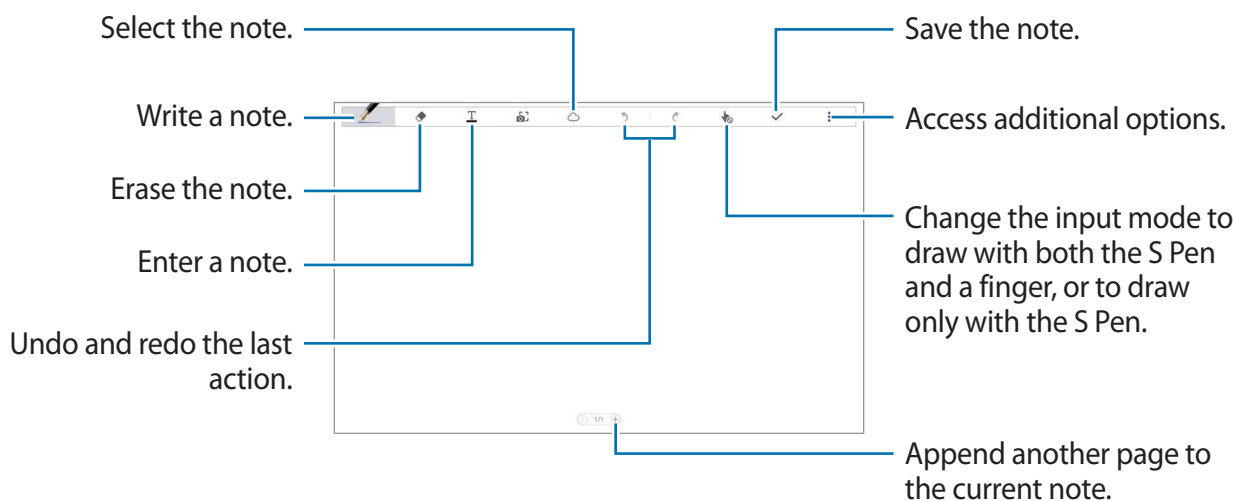 Select the note.
Write a note.
Erase the note.
Enter a note.
Undo and redo the last
action.
T
1/1
Save the note.
Access additional options.
Change the input mode to
draw with both the S Pen
and a finger, or to draw
only with the S Pen.
Append another page to
the current note.